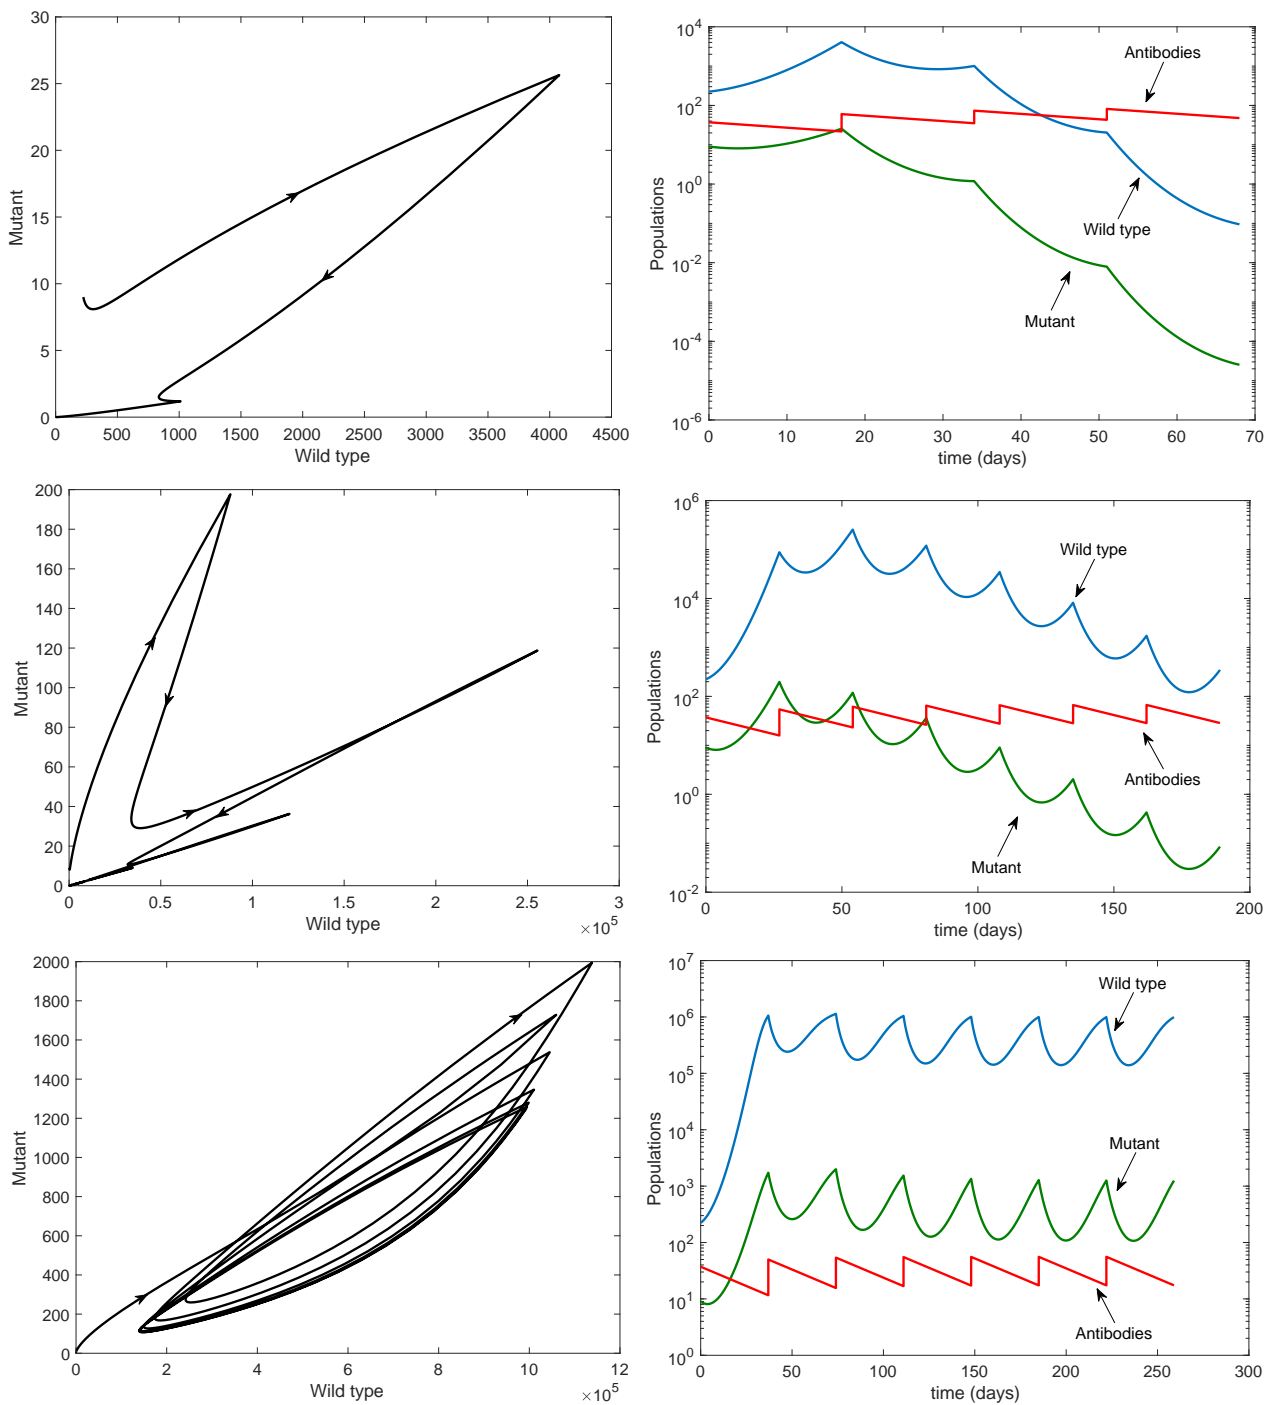 30
25
20
15
10
5
0
Mutant
0 500 1000 1500 2000 2500 3000 3500 4000 4500
Wild type
10^4
10^2
10^0
10^-2
10^-4
10^-6
Populations
Antibodies
Wild type
Mutant
0 10 20 30 40 50 60 70
time (days)
200
180
160
140
120
100
80
60
40
20
0
Mutant
0 0.5 1 1.5 2 2.5 3
Wild type
×10^5
10^6
10^4
10^2
10^0
10^-2
Populations
Wild type
Antibodies
Mutant
0 50 100 150 200
time (days)
2000
1800
1600
1400
1200
1000
800
600
400
200
0
Mutant
0 2 4 6 8 10 12
Wild type
×10^5
10^7
10^6
10^5
10^4
10^3
10^2
10^1
10^0
Populations
Wild type
Mutant
Antibodies
0 50 100 150 200 250 300
time (days)